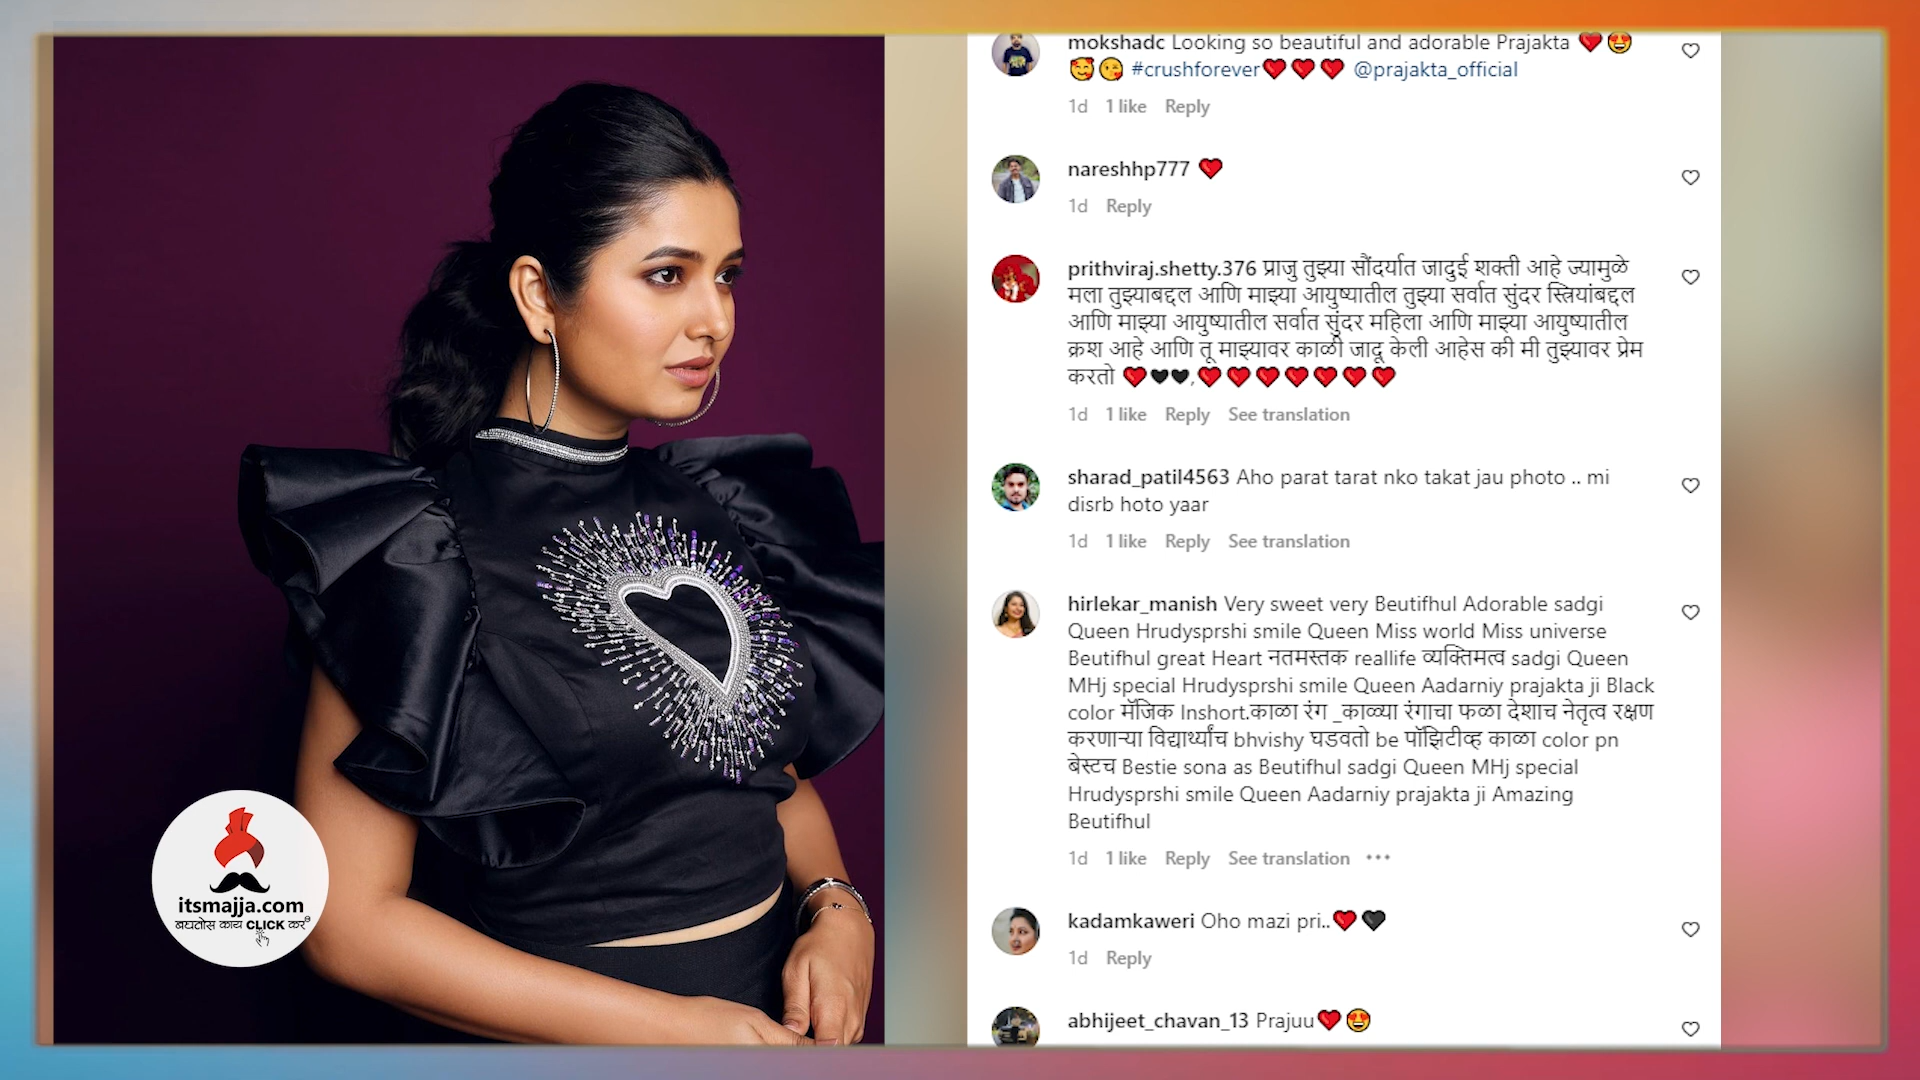 mokshadc Looking so beautiful and adorable Prajakta ❤️😍
🥰😘 #crushforever❤️❤️❤️ @prajakta_official
1d 1 like Reply
nareshhp777 ❤️
1d Reply
prithviraj.shetty.376 प्राजु तुझ्या सौंदर्यात जादुई शक्ती आहे ज्यामुळे
मला तुझ्याबद्दल आणि माझ्या आयुष्यातील तुझ्या सर्वात सुंदर स्त्रियांबद्दल
आणि माझ्या आयुष्यातील सर्वात सुंदर महिला आणि माझ्या आयुष्यातील
क्रश आहे आणि तू माझ्यावर काळी जादू केली आहेस की मी तुझ्यावर प्रेम
करतो ❤️🖤🖤,❤️❤️❤️❤️❤️❤️❤️
1d 1 like Reply See translation
sharad_patil4563 Aho parat tarat nko takat jau photo .. mi
disrb hoto yaar
1d 1 like Reply See translation
hirlekar_manish Very sweet very Beutifhul Adorable sadgi
Queen Hrudysprshi smile Queen Miss world Miss universe
Beutifhul great Heart नतमस्तक reallife व्यक्तिमत्व sadgi Queen
MHj special Hrudysprshi smile Queen Aadarniy prajakta ji Black
color मॅजिक Inshort.काळा रंग _काळ्या रंगाचा फळा देशाच नेतृत्व रक्षण
करणाऱ्या विद्यार्थ्यांच bhvishy घडवतो be पॉझिटीव्ह काळा color pn
बेस्टच Bestie sona as Beutifhul sadgi Queen MHj special
Hrudysprshi smile Queen Aadarniy prajakta ji Amazing
Beutifhul
1d 1 like Reply See translation •••
kadamkaweri Oho mazi pri..❤️🖤
1d Reply
abhijeet_chavan_13 Prajuu❤️😍
itsmajja.com
बघतोस काय CLICK कर